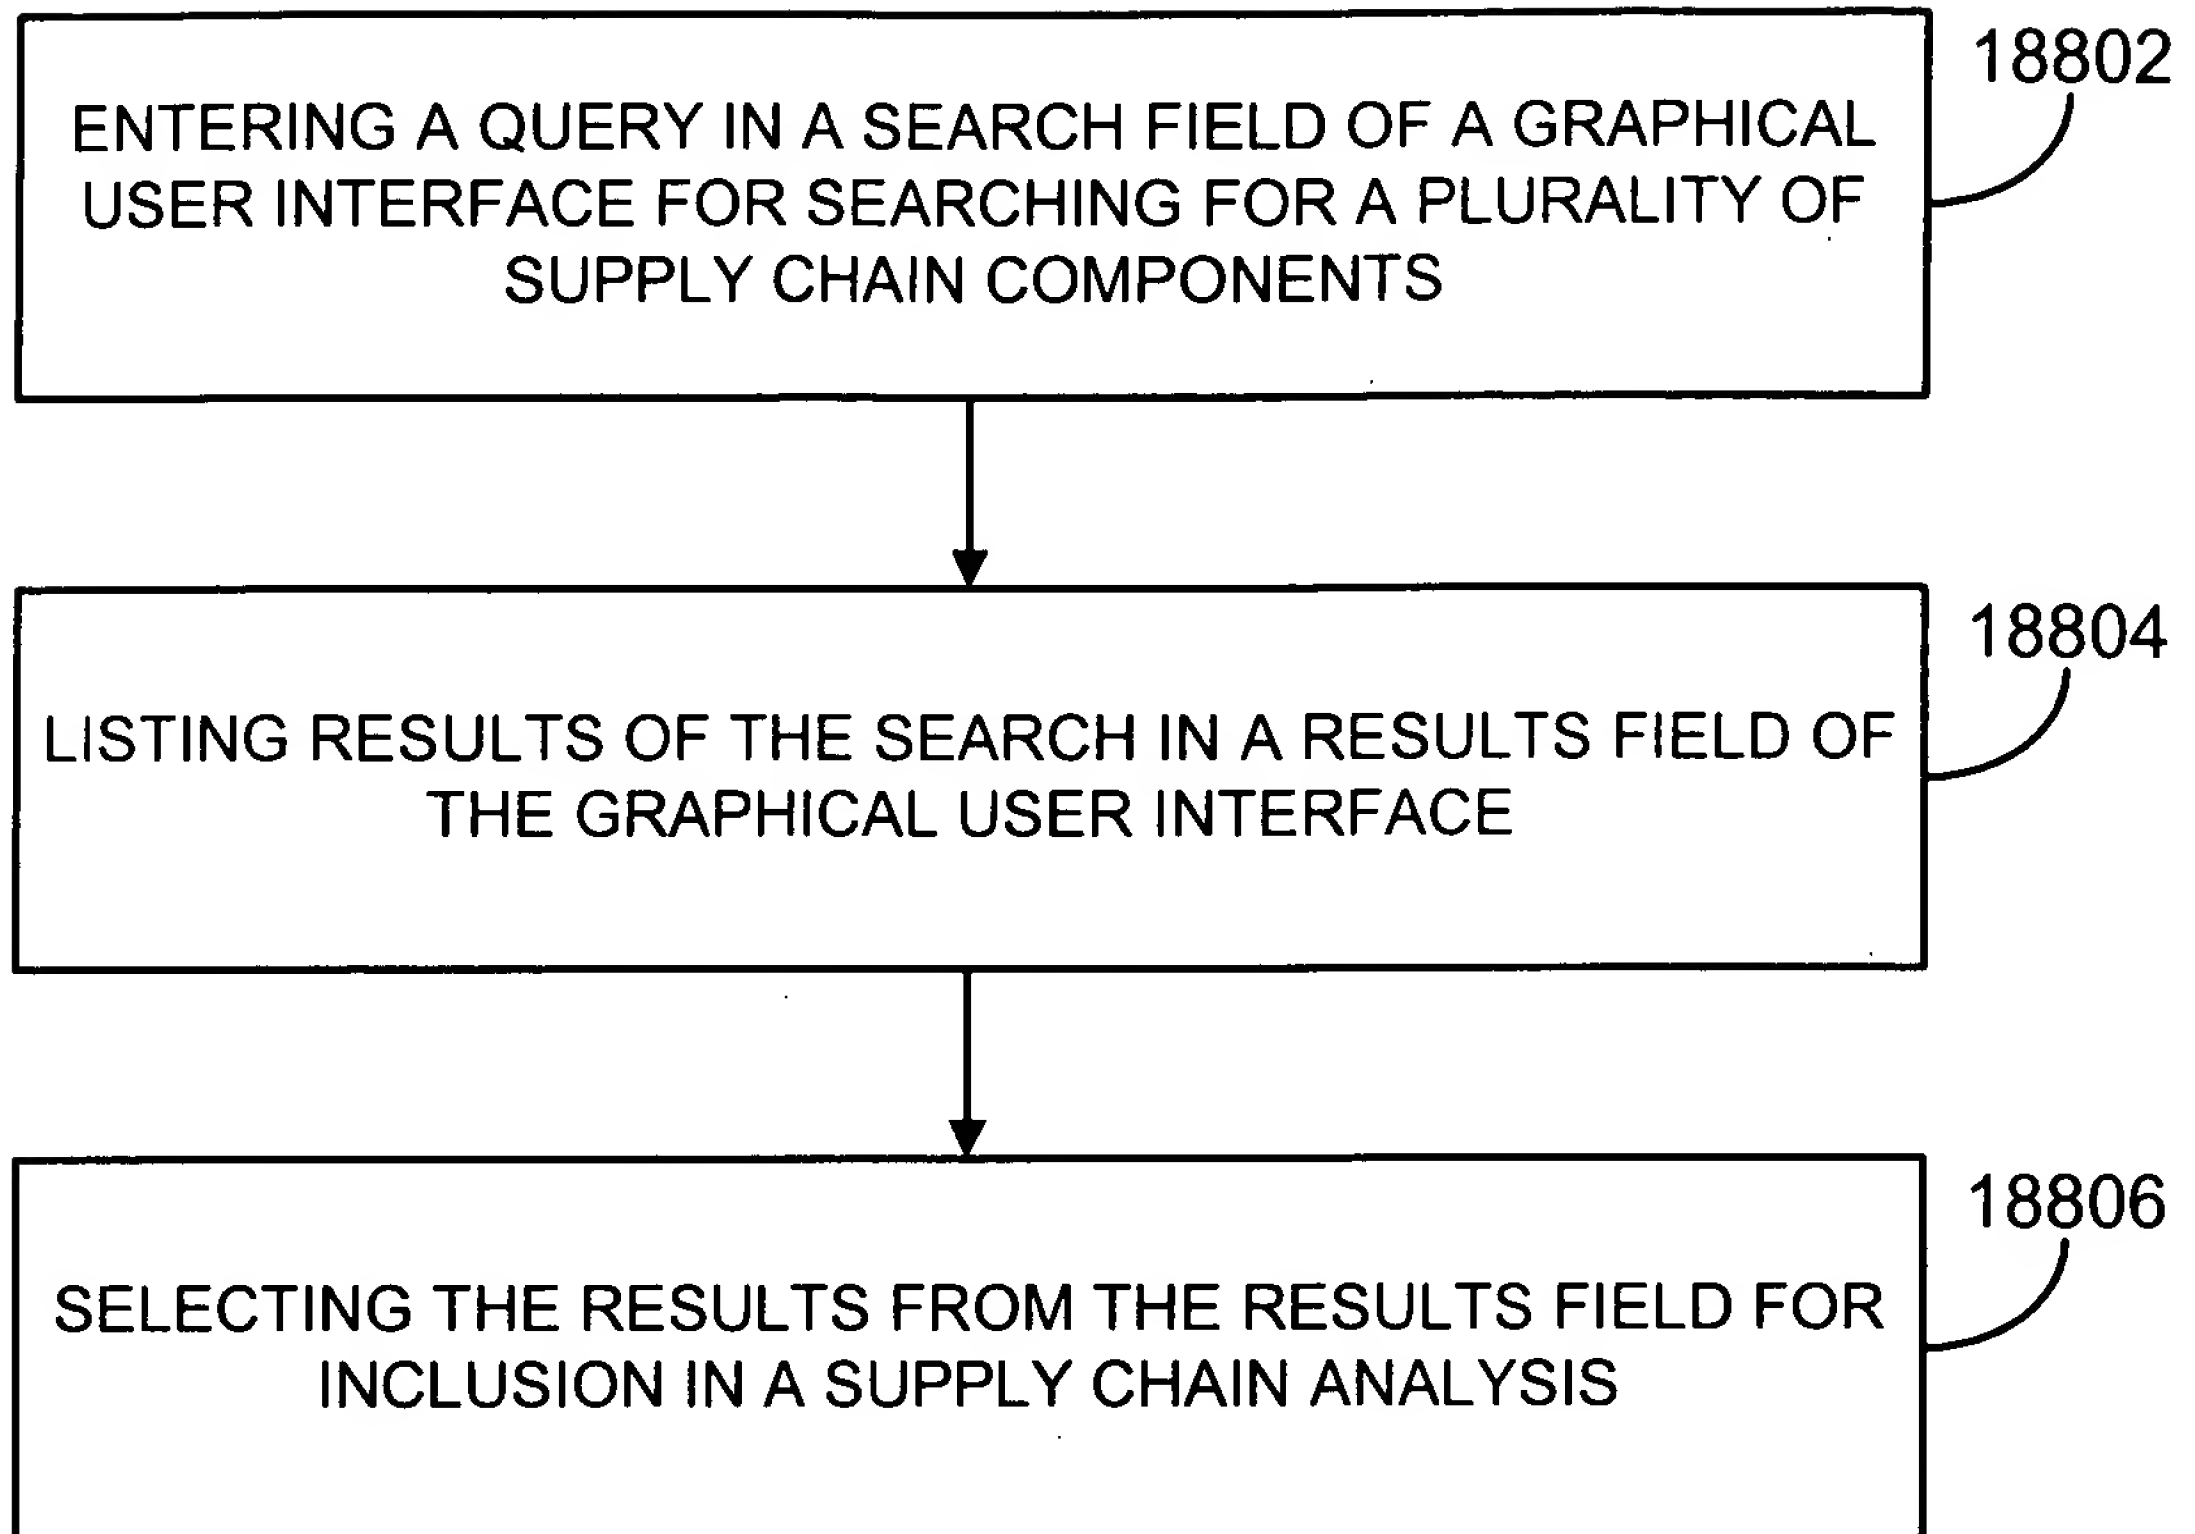 18802
ENTERING A QUERY IN A SEARCH FIELD OF A GRAPHICAL
USER INTERFACE FOR SEARCHING FOR A PLURALITY OF
SUPPLY CHAIN COMPONENTS
18804
LISTING RESULTS OF THE SEARCH IN A RESULTS FIELD OF
THE GRAPHICAL USER INTERFACE
18806
SELECTING THE RESULTS FROM THE RESULTS FIELD FOR
INCLUSION IN A SUPPLY CHAIN ANALYSIS